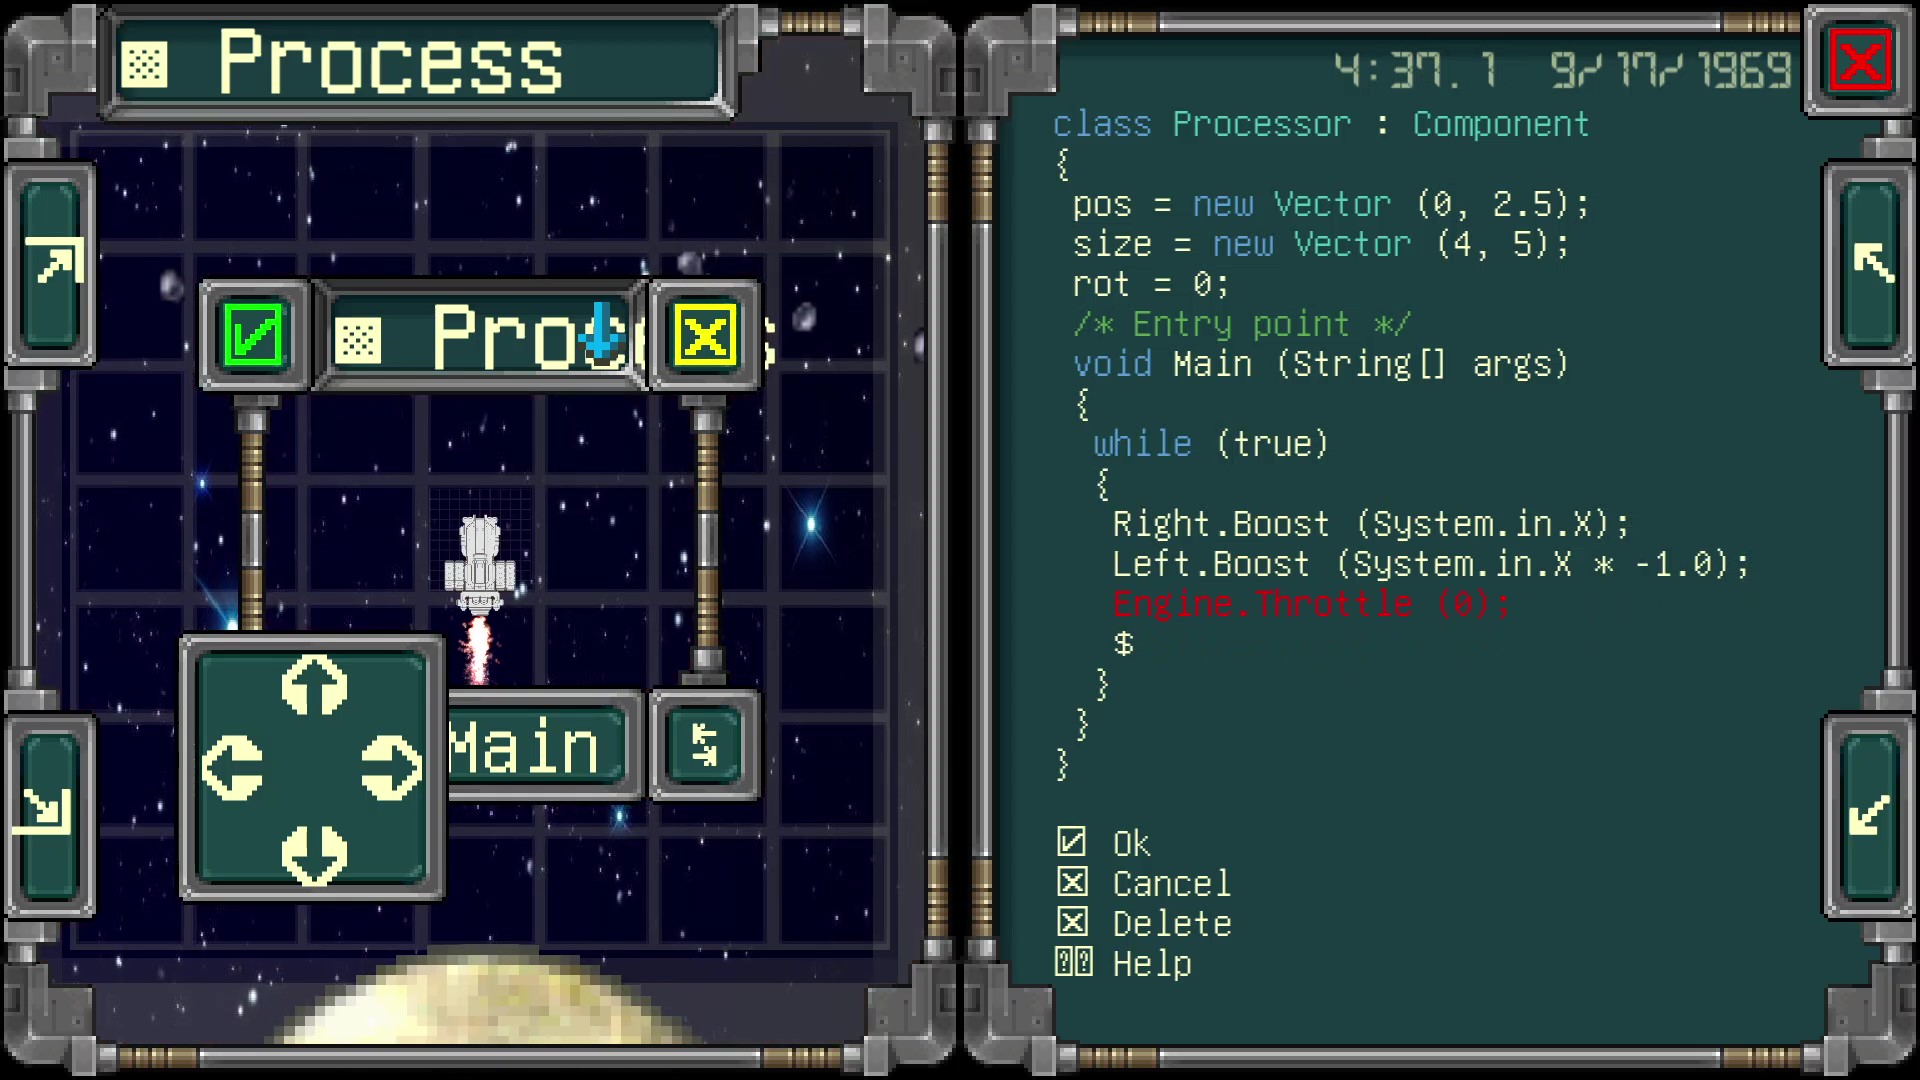 ▩ Process
▩ Proc
Main
4:37.1 9/17/1969
class Processor : Component
{
pos = new Vector (0, 2.5);
size = new Vector (4, 5);
rot = 0;
/* Entry point */
void Main (String[] args)
{
while (true)
{
Right.Boost (System.in.X);
Left.Boost (System.in.X * -1.0);
Engine.Throttle (0);
$
}
}
}
☑ Ok
☒ Cancel
☒ Delete
⍰⍰ Help